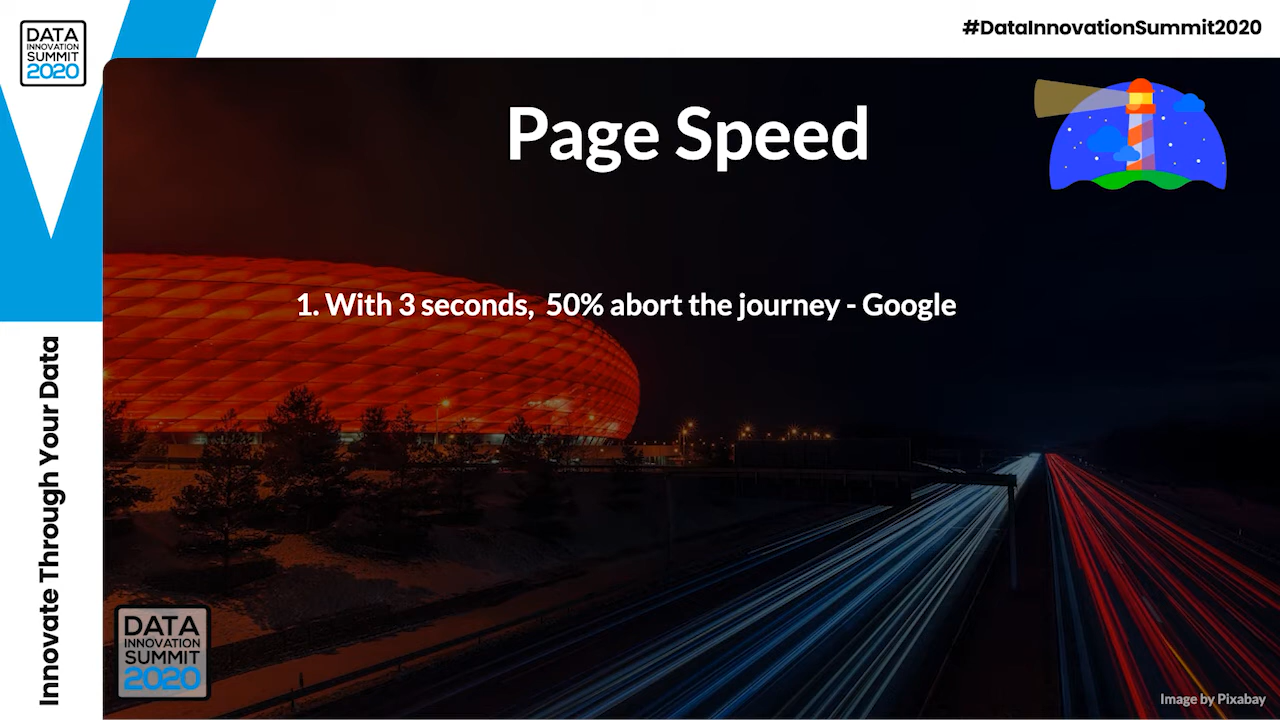 DATA
INNOVATION
SUMMIT
2020
#DataInnovationSummit2020
Page Speed
1. With 3 seconds,  50% abort the journey - Google
Innovate Through Your Data
DATA
INNOVATION
SUMMIT
2020
Image by Pixabay